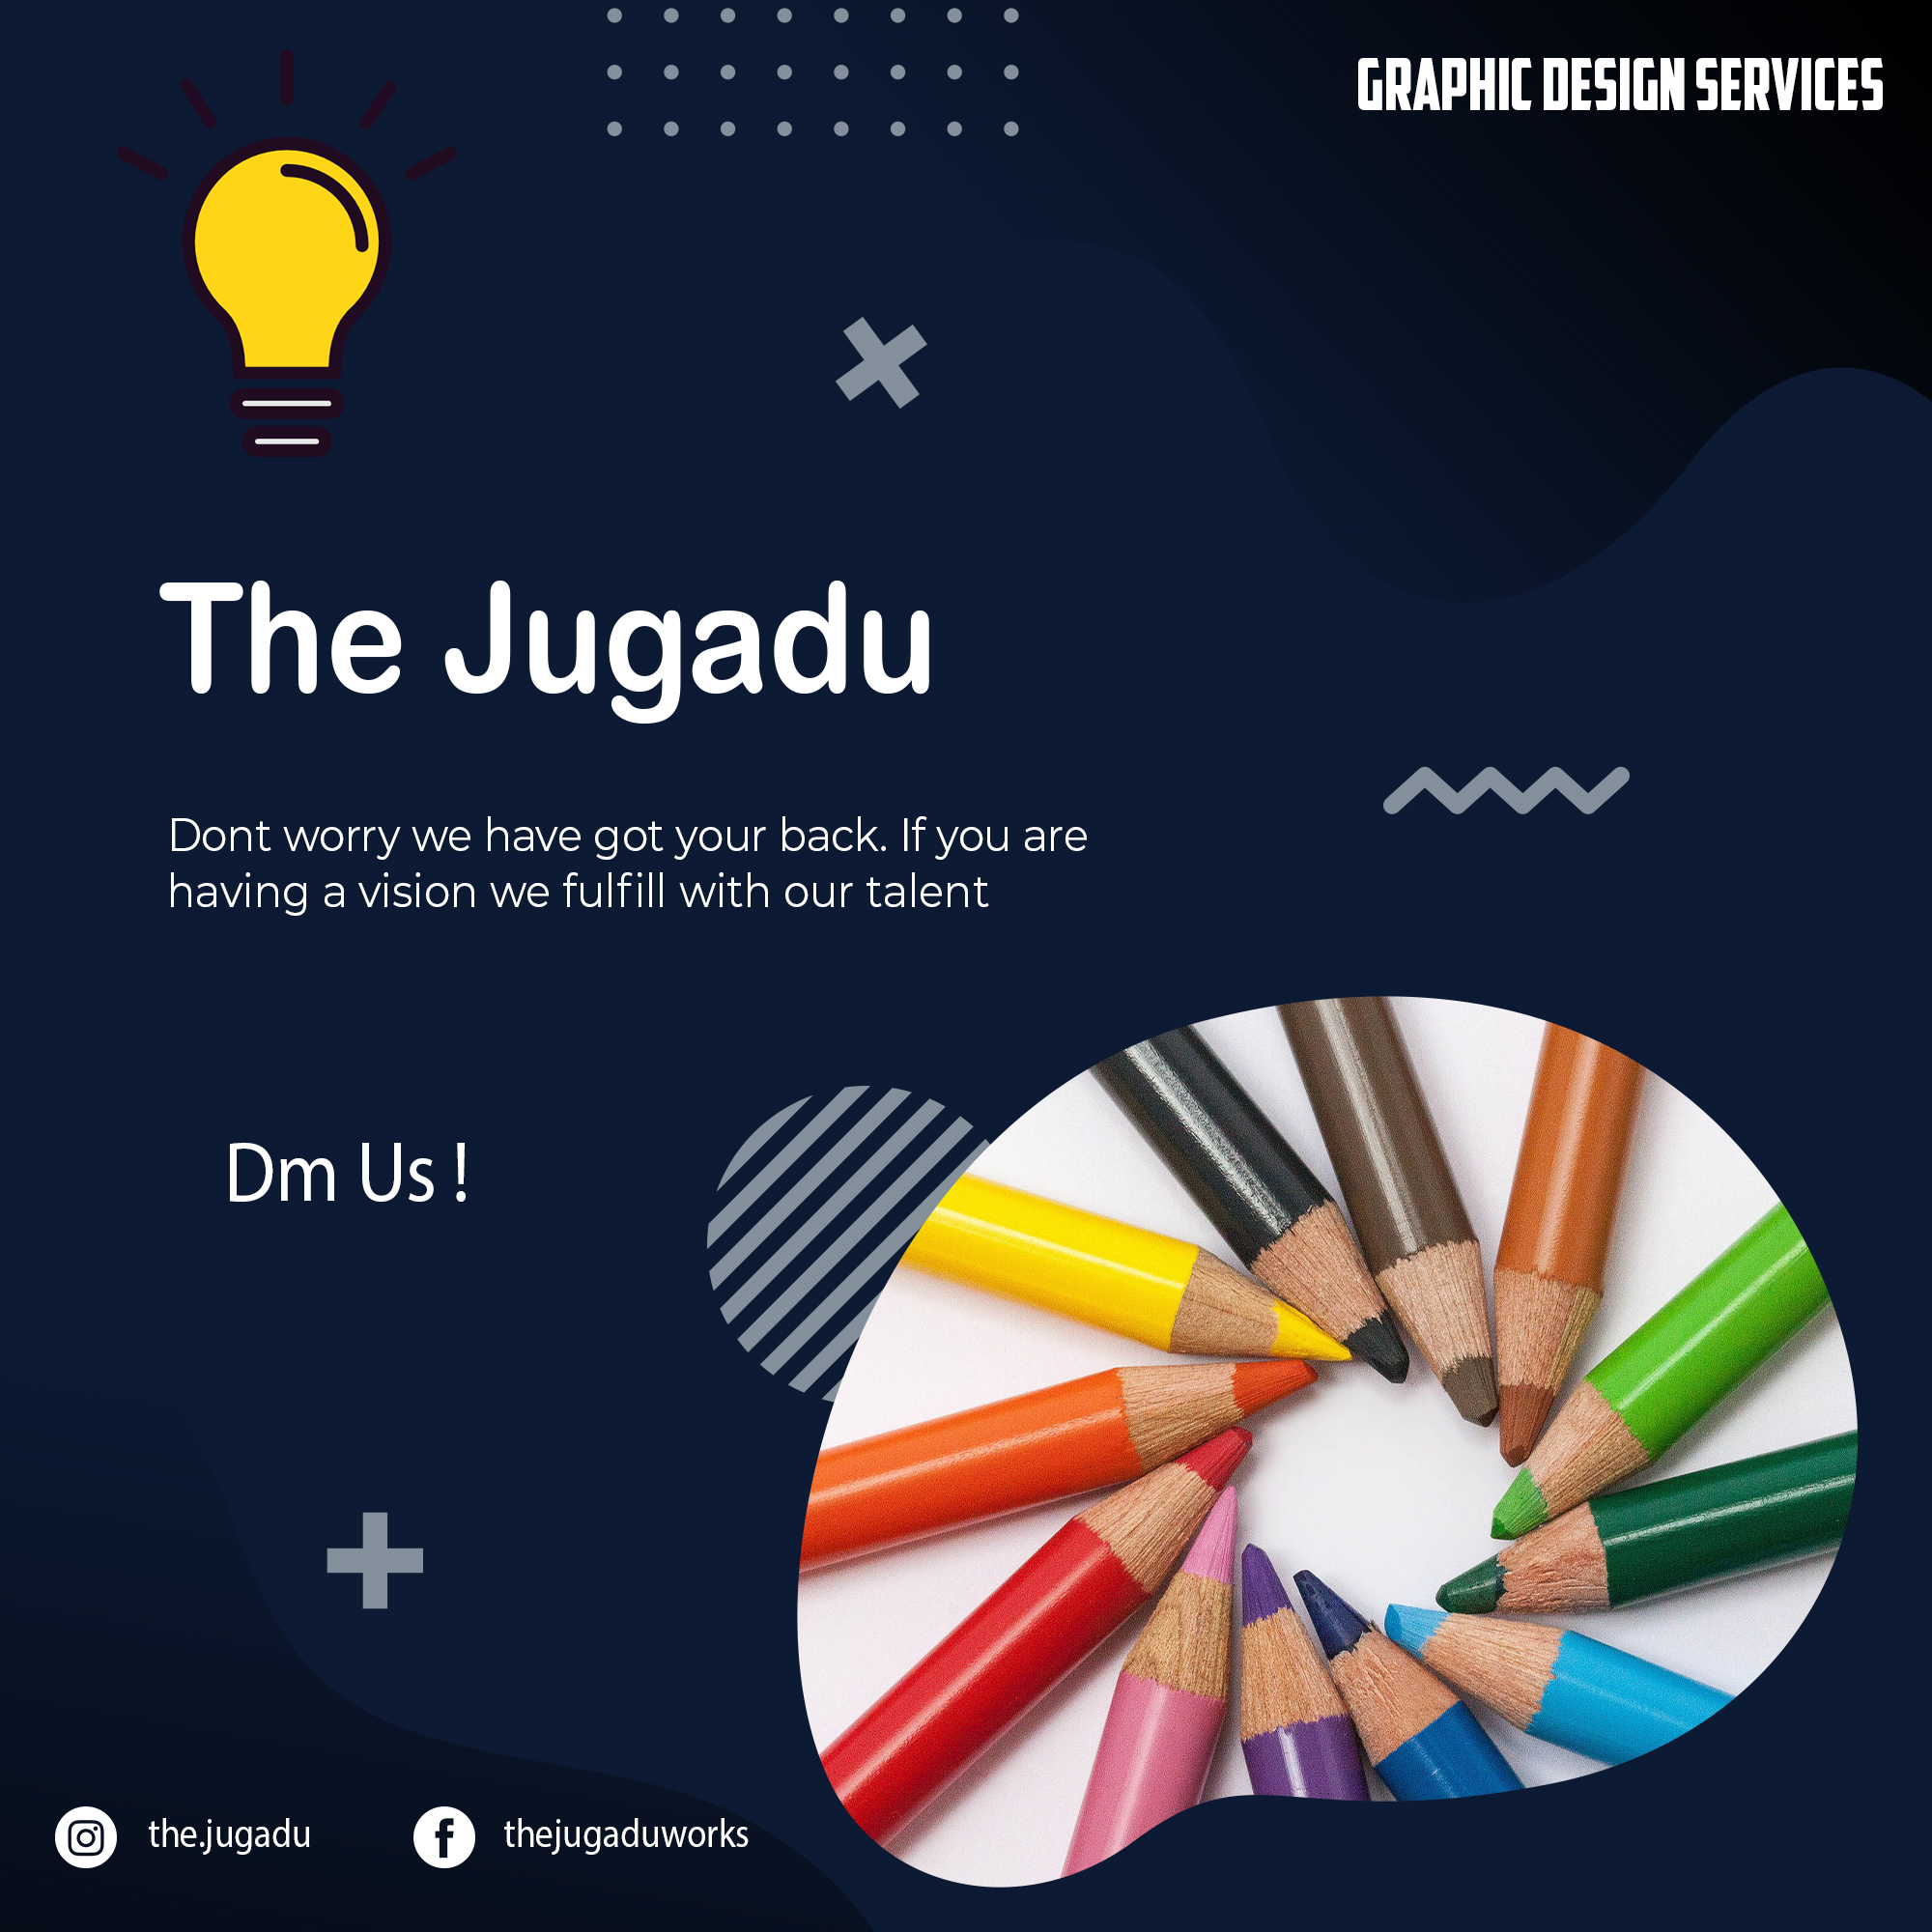 GRAPHIC DESIGN SERVICES
The Jugadu
Dont worry we have got your back. If you are
having a vision we fulfill with our talent
Dm Us !
the.jugadu
thejugaduworks